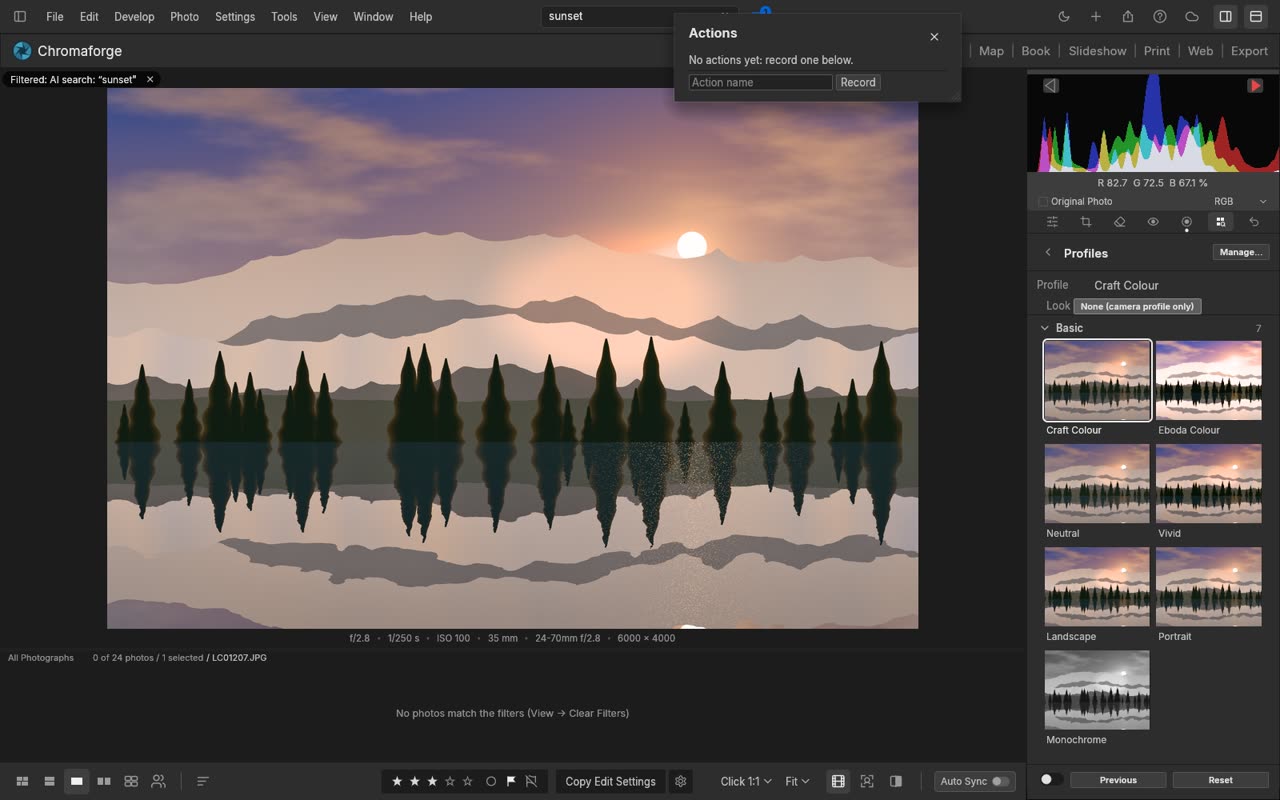 File Edit Develop Photo Settings Tools View Window Help
sunset
Chromaforge
Map Book Slideshow Print Web Export
Filtered: AI search: “sunset”
Actions
No actions yet: record one below.
Action name Record
R 82.7 G 72.5 B 67.1 %
Original Photo RGB
Profiles Manage...
Profile Craft Colour
Look None (camera profile only)
Basic 7
Craft Colour Eboda Colour
Neutral Vivid
Landscape Portrait
Monochrome
f/2.8 • 1/250 s • ISO 100 • 35 mm • 24-70mm f/2.8 • 6000 × 4000
All Photographs 0 of 24 photos / 1 selected / LC01207.JPG
No photos match the filters (View → Clear Filters)
Copy Edit Settings Click 1:1 Fit Auto Sync Previous Reset